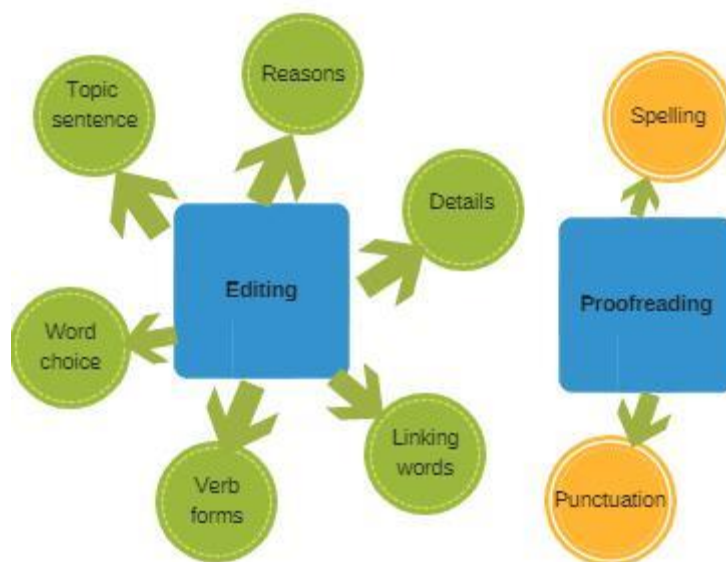 Topic
sentence
Reasons
Details
Editing
Word
choice
Verb
forms
Linking
words
Spelling
Proofreading
Punctuation